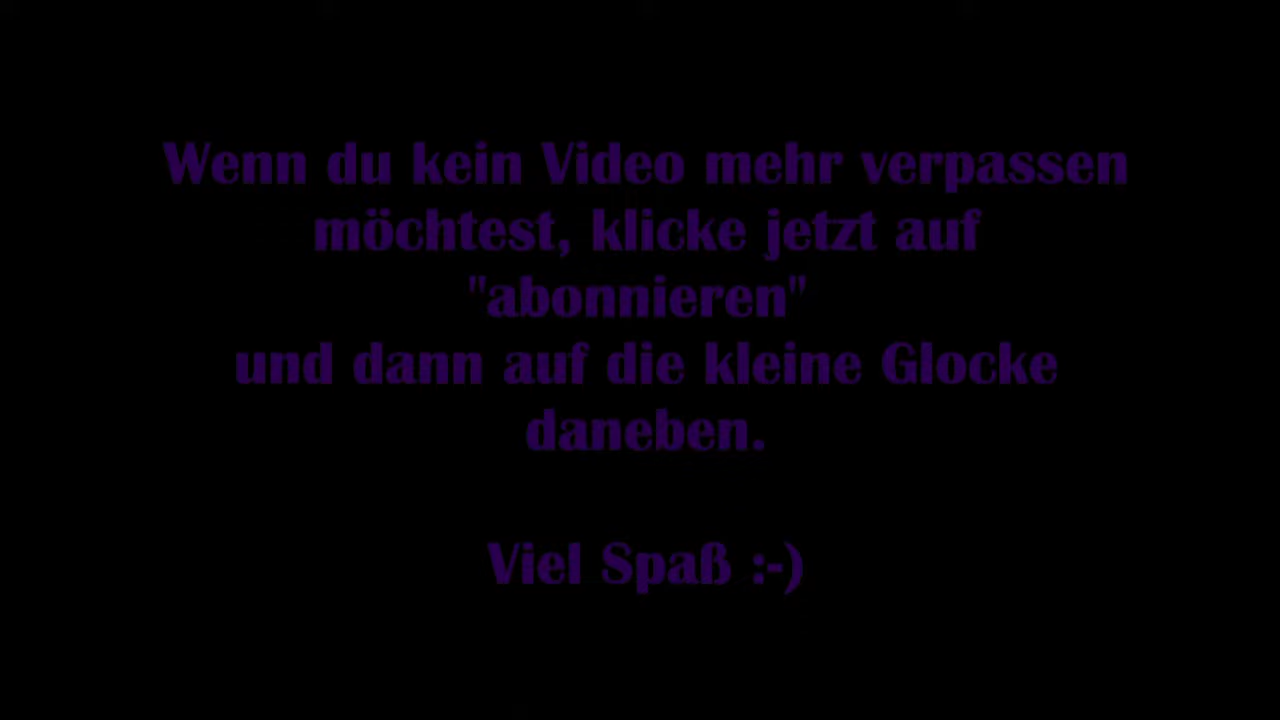 Wenn du kein Video mehr verpassen
möchtest, klicke jetzt auf
"abonnieren"
und dann auf die kleine Glocke
daneben.
Viel Spaß :-)